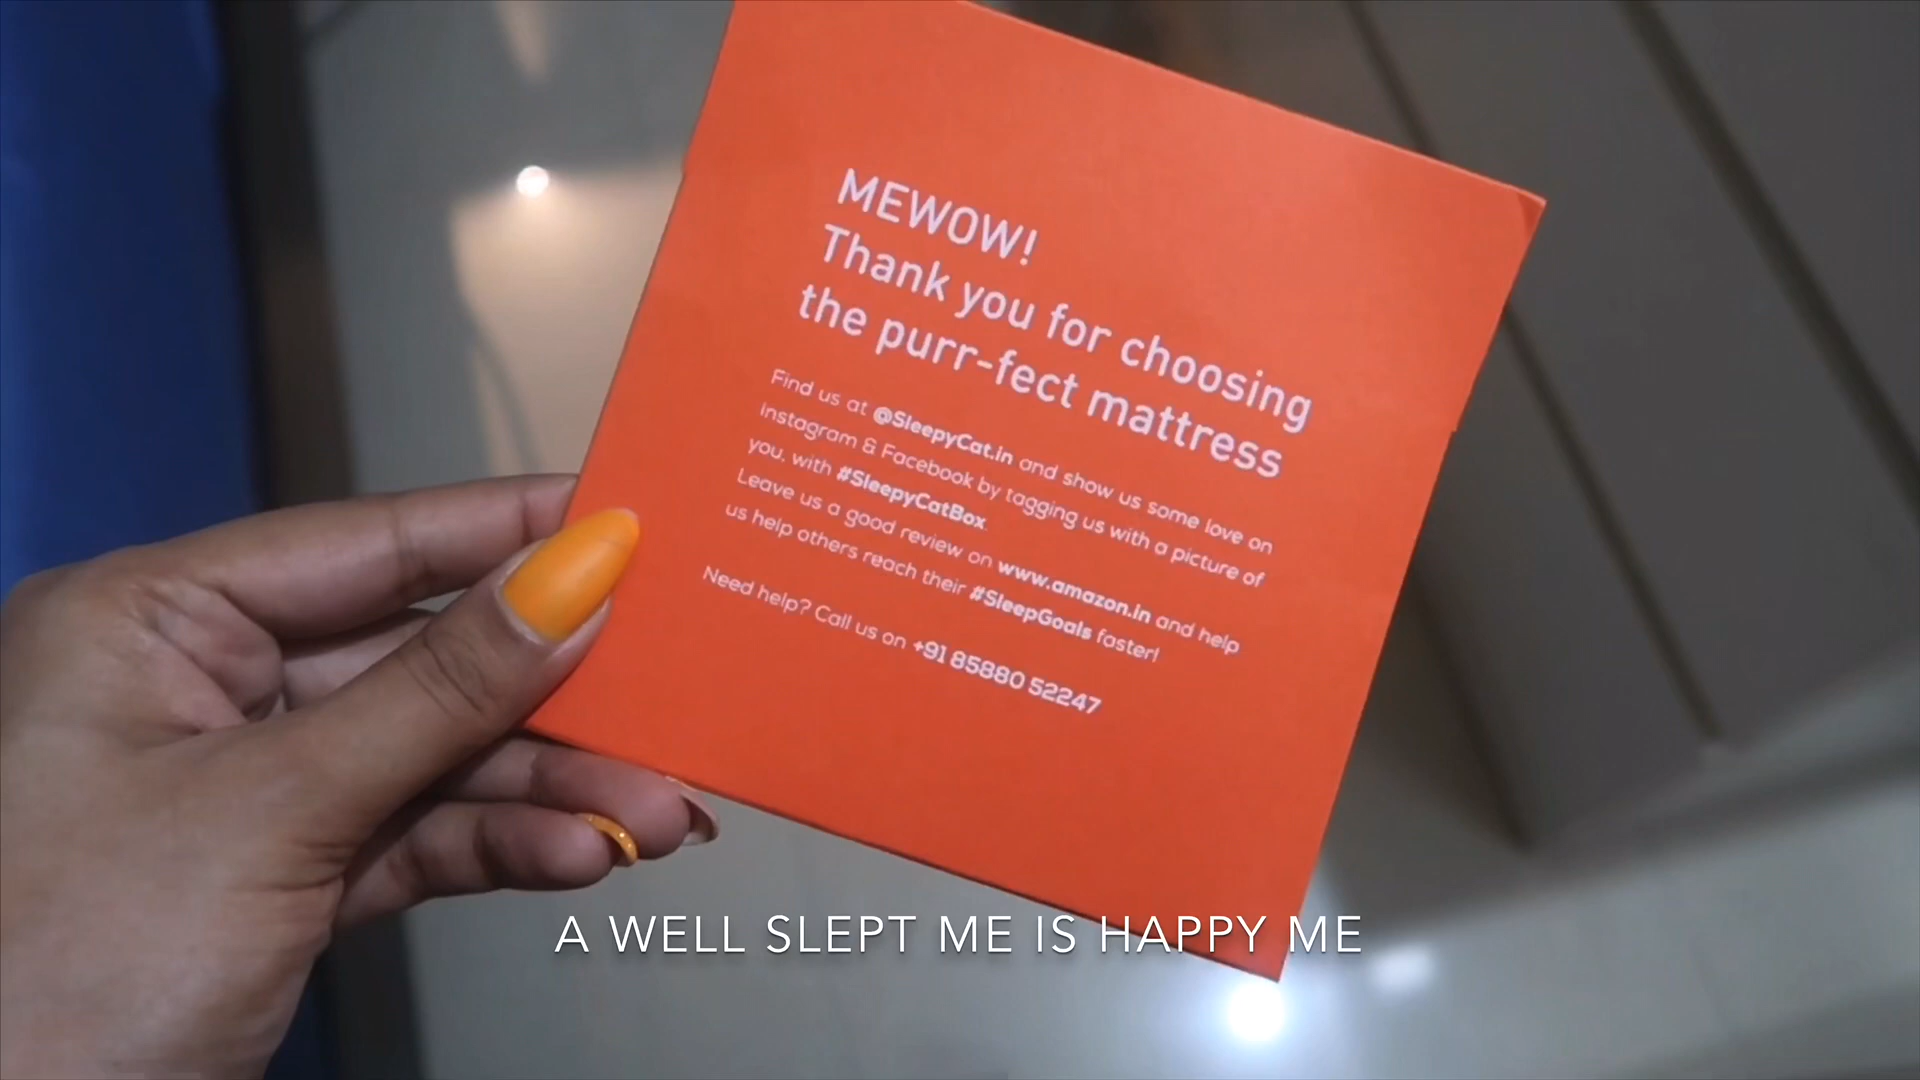 MEWOW!
Thank you for choosing
the purr-fect mattress
Find us at @SleepyCat.in and show us some love on
Instagram & Facebook by tagging us with a picture of
you, with #SleepyCatBox.
Leave us a good review on www.amazon.in and help
us help others reach their #SleepGoals faster!
Need help? Call us on +91 85880 52247
A WELL SLEPT ME IS HAPPY ME